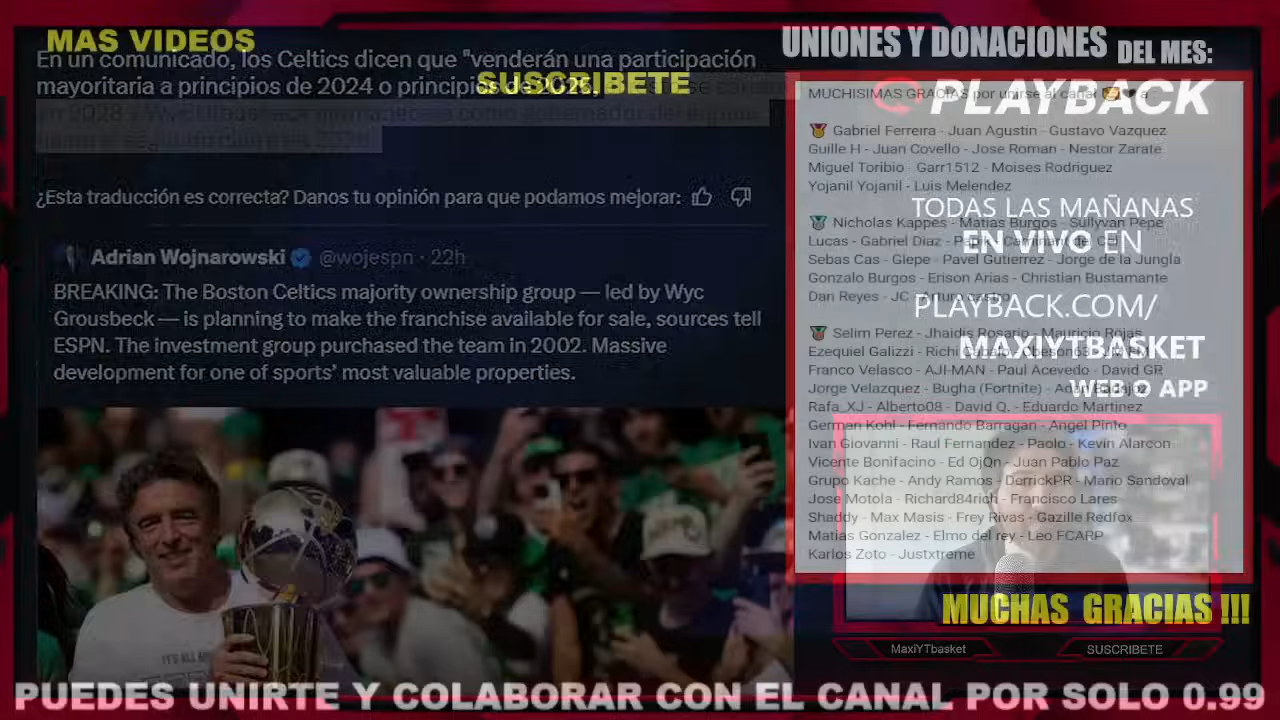 MAS VIDEOS
En un comunicado, los Celtics dicen que "venderán una participación
mayoritaria a principios de 2024 o principios de 2025,
SUSCRIBETE
¿Esta traducción es correcta? Danos tu opinión para que podamos mejorar:
Adrian Wojnarowski @wojespn · 22h
BREAKING: The Boston Celtics majority ownership group — led by Wyc
Grousbeck — is planning to make the franchise available for sale, sources tell
ESPN. The investment group purchased the team in 2002. Massive
development for one of sports' most valuable properties.
UNIONES Y DONACIONES DEL MES:
MUCHISIMAS GRACIAS por unirse al canal a
PLAYBACK
Gabriel Ferreira - Juan Agustin - Gustavo Vazquez
Guille H - Juan Covello - Jose Roman - Nestor Zarate
Miguel Toribio - Garr1512 - Moises Rodriguez
Yojanil Yojanil - Luis Melendez
TODAS LAS MAÑANAS
Nicholas Kappes - Matias Burgos - Sullyvan Pepe
Lucas - Gabriel Diaz -
EN VIVO EN
Sebas Cas - Giepe - Pavel Gutierrez - Jorge de la Jungla
Gonzalo Burgos - Erison Arias - Christian Bustamante
Dan Reyes - JC - Arturo
PLAYBACK.COM/
Selim Perez - Jhaidis Rosario - Mauricio Rojas
Ezequiel Galizzi -
MAXIYTBASKET
Franco Velasco - AJI-MAN - Paul Acevedo - David GR
Jorge Velazquez - Bugha (Fortnite) -
WEB O APP
Rafa_XJ - Alberto08 - David Q. - Eduardo Martinez
German Kohl - Fernando Barragan - Angel Pinto
Ivan Giovanni - Raul Fernandez - Paolo - Kevin Alarcon
Vicente Bonifacino - Ed OjQn - Juan Pablo Paz
Grupo Kache - Andy Ramos - DerrickPR - Mario Sandoval
Jose Motola - Richard84rich - Francisco Lares
Shaddy - Max Masis - Frey Rivas - Gazille Redfox
Matias Gonzalez - Elmo del rey - Leo FCARP
Karlos Zoto - Justxtreme
MUCHAS GRACIAS !!!
MaxiYTbasket
SUSCRIBETE
PUEDES UNIRTE Y COLABORAR CON EL CANAL POR SOLO 0.99